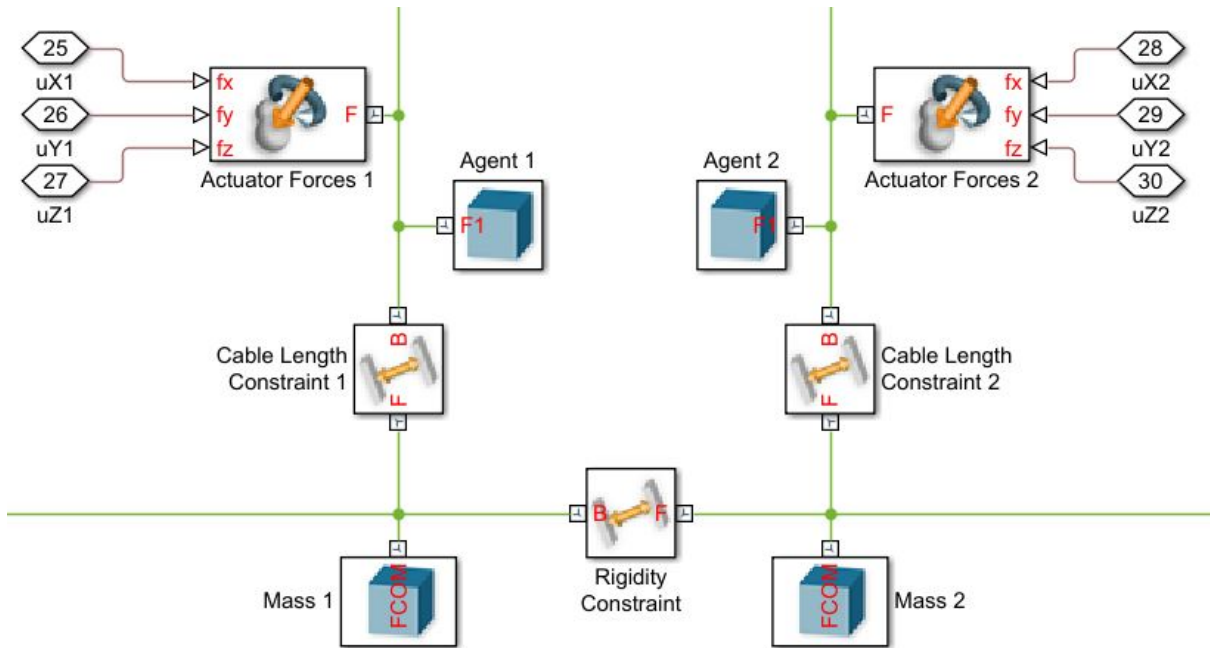 25
uX1
26
uY1
27
uZ1
fx
fy
fz
F
Actuator Forces 1
28
uX2
29
uY2
30
uZ2
F
fx
fy
fz
Actuator Forces 2
Agent 1
F1
Agent 2
F1
B
F
Cable Length
Constraint 1
B
F
Cable Length
Constraint 2
B
F
Rigidity
Constraint
Mass 1
FCOM
FCOM
Mass 2